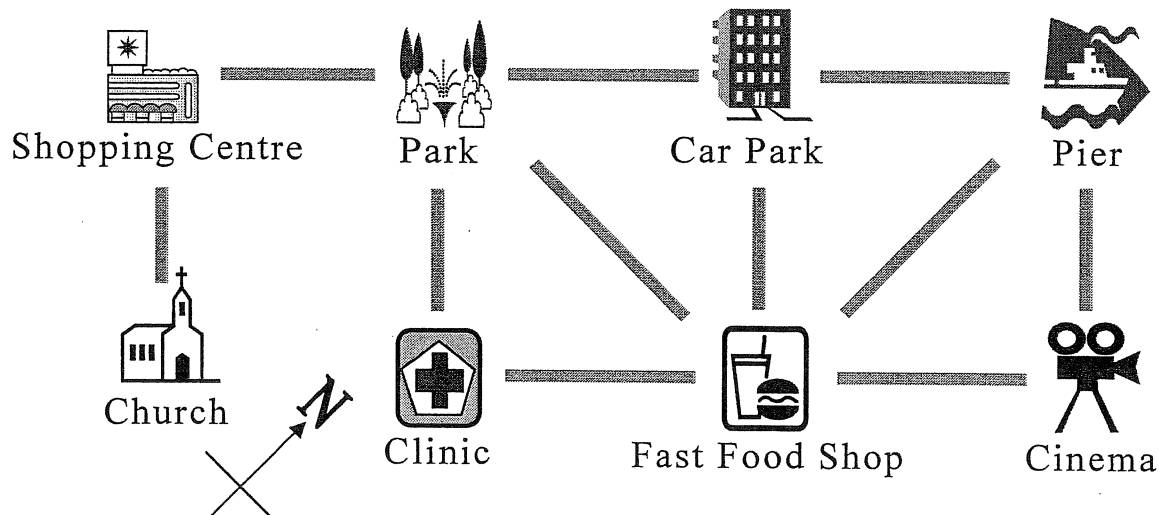 Shopping Centre
Park
Car Park
Pier
Church
Clinic
Fast Food Shop
Cinema
N